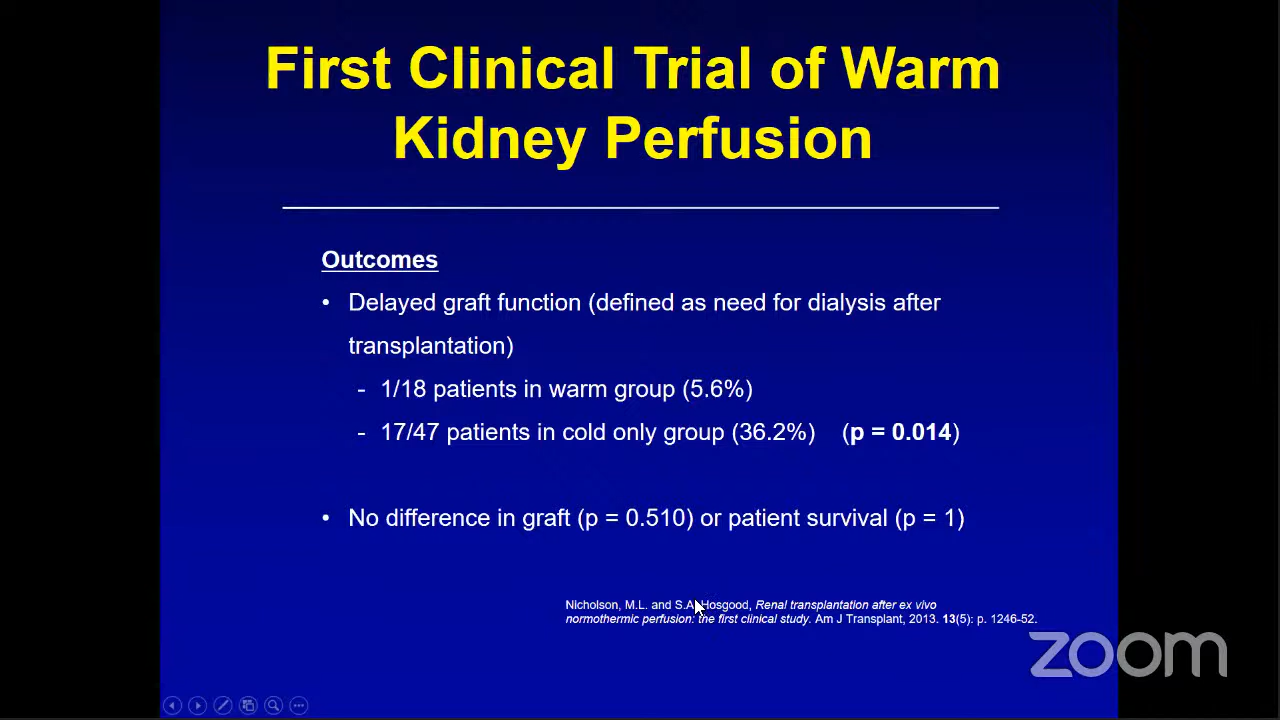 First Clinical Trial of Warm
Kidney Perfusion
Outcomes
• Delayed graft function (defined as need for dialysis after
transplantation)
- 1/18 patients in warm group (5.6%)
- 17/47 patients in cold only group (36.2%) (p = 0.014)
• No difference in graft (p = 0.510) or patient survival (p = 1)
Nicholson, M.L. and S.A. Hosgood, Renal transplantation after ex vivo
normothermic perfusion: the first clinical study. Am J Transplant, 2013. 13(5): p. 1246-52.
zoom